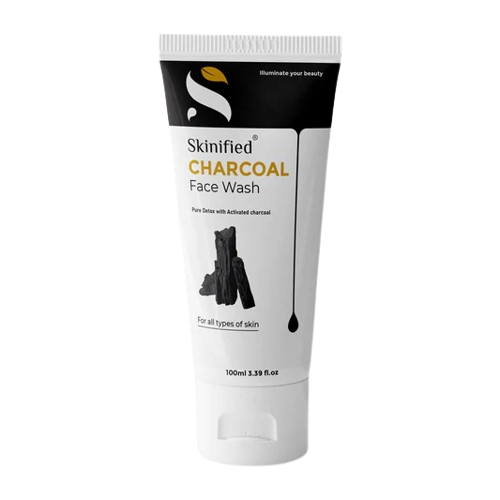 Illuminate your beauty
Skinified®
CHARCOAL
Face Wash
Pure Detox with Activated charcoal
For all types of skin
100ml 3.39 fl.oz